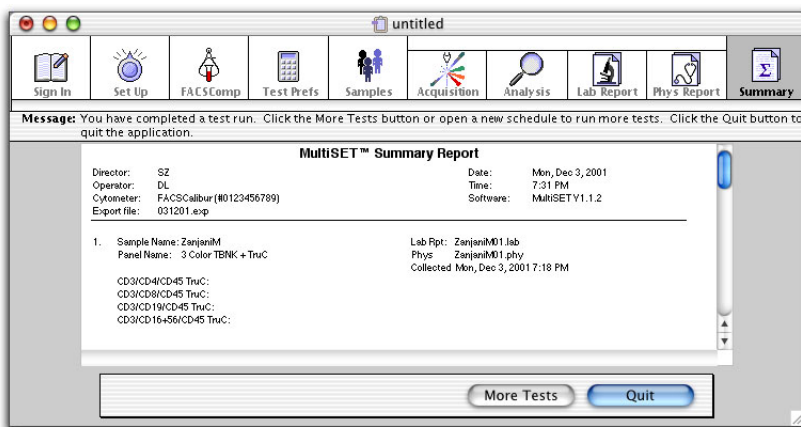 untitled
Sign In Set Up FACSComp Test Prefs Samples Acquisition Analysis Lab Report Phys Report Summary
Message: You have completed a test run. Click the More Tests button or open a new schedule to run more tests. Click the Quit button to
quit the application.
MultiSET™ Summary Report
Director: SZ Date: Mon, Dec 3, 2001
Operator: DL Time: 7:31 PM
Cytometer: FACSCalibur (#0123456789) Software: MultiSET V1.1.2
Export file: 031201.exp
1. Sample Name: ZanjaniM Lab Rpt: ZanjaniM01.lab
Panel Name: 3 Color TBNK + TruC Phys ZanjaniM01.phy
Collected Mon, Dec 3, 2001 7:18 PM
CD3/CD4/CD45 TruC:
CD3/CD8/CD45 TruC:
CD3/CD19/CD45 TruC:
CD3/CD16+56/CD45 TruC:
More Tests Quit